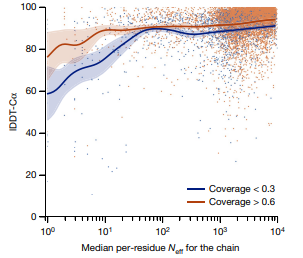 100
80
60
40
20
0
lDDT-Cα
Coverage < 0.3
Coverage > 0.6
10⁰ 10¹ 10² 10³ 10⁴
Median per-residue Neff for the chain